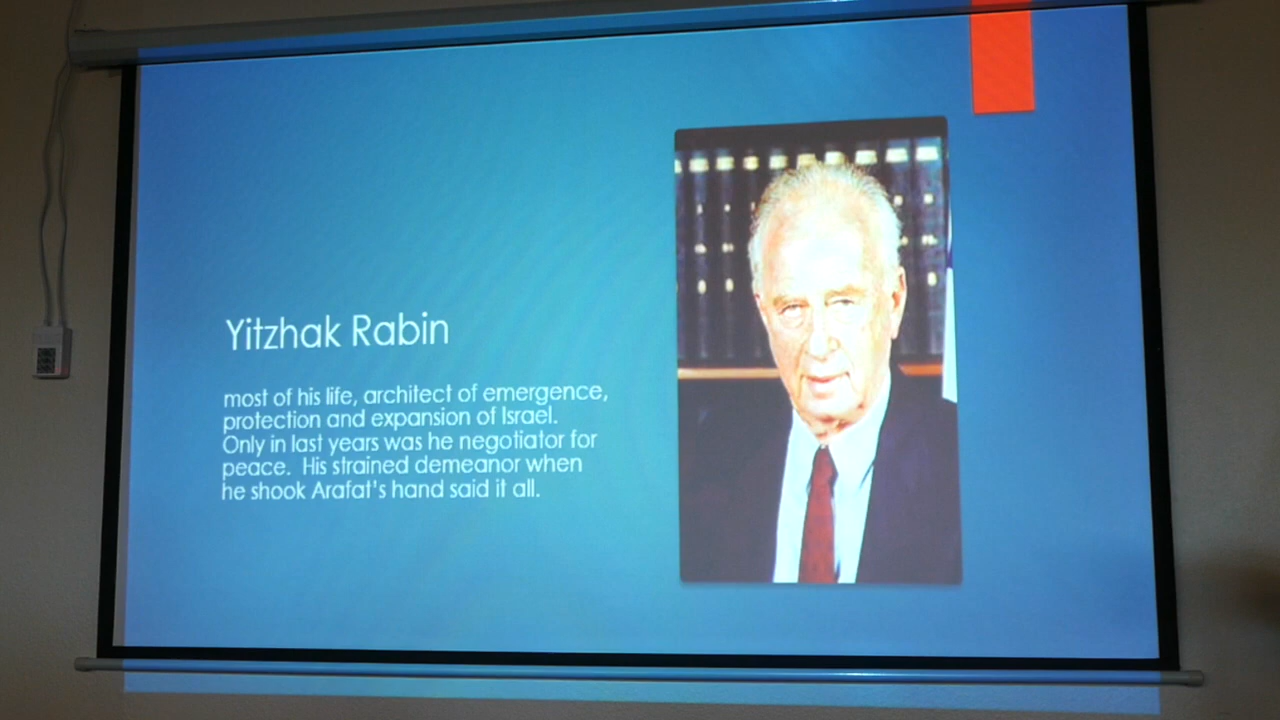 Yitzhak Rabin
most of his life, architect of emergence,
protection and expansion of Israel.
Only in last years was he negotiator for
peace.  His strained demeanor when
he shook Arafat's hand said it all.